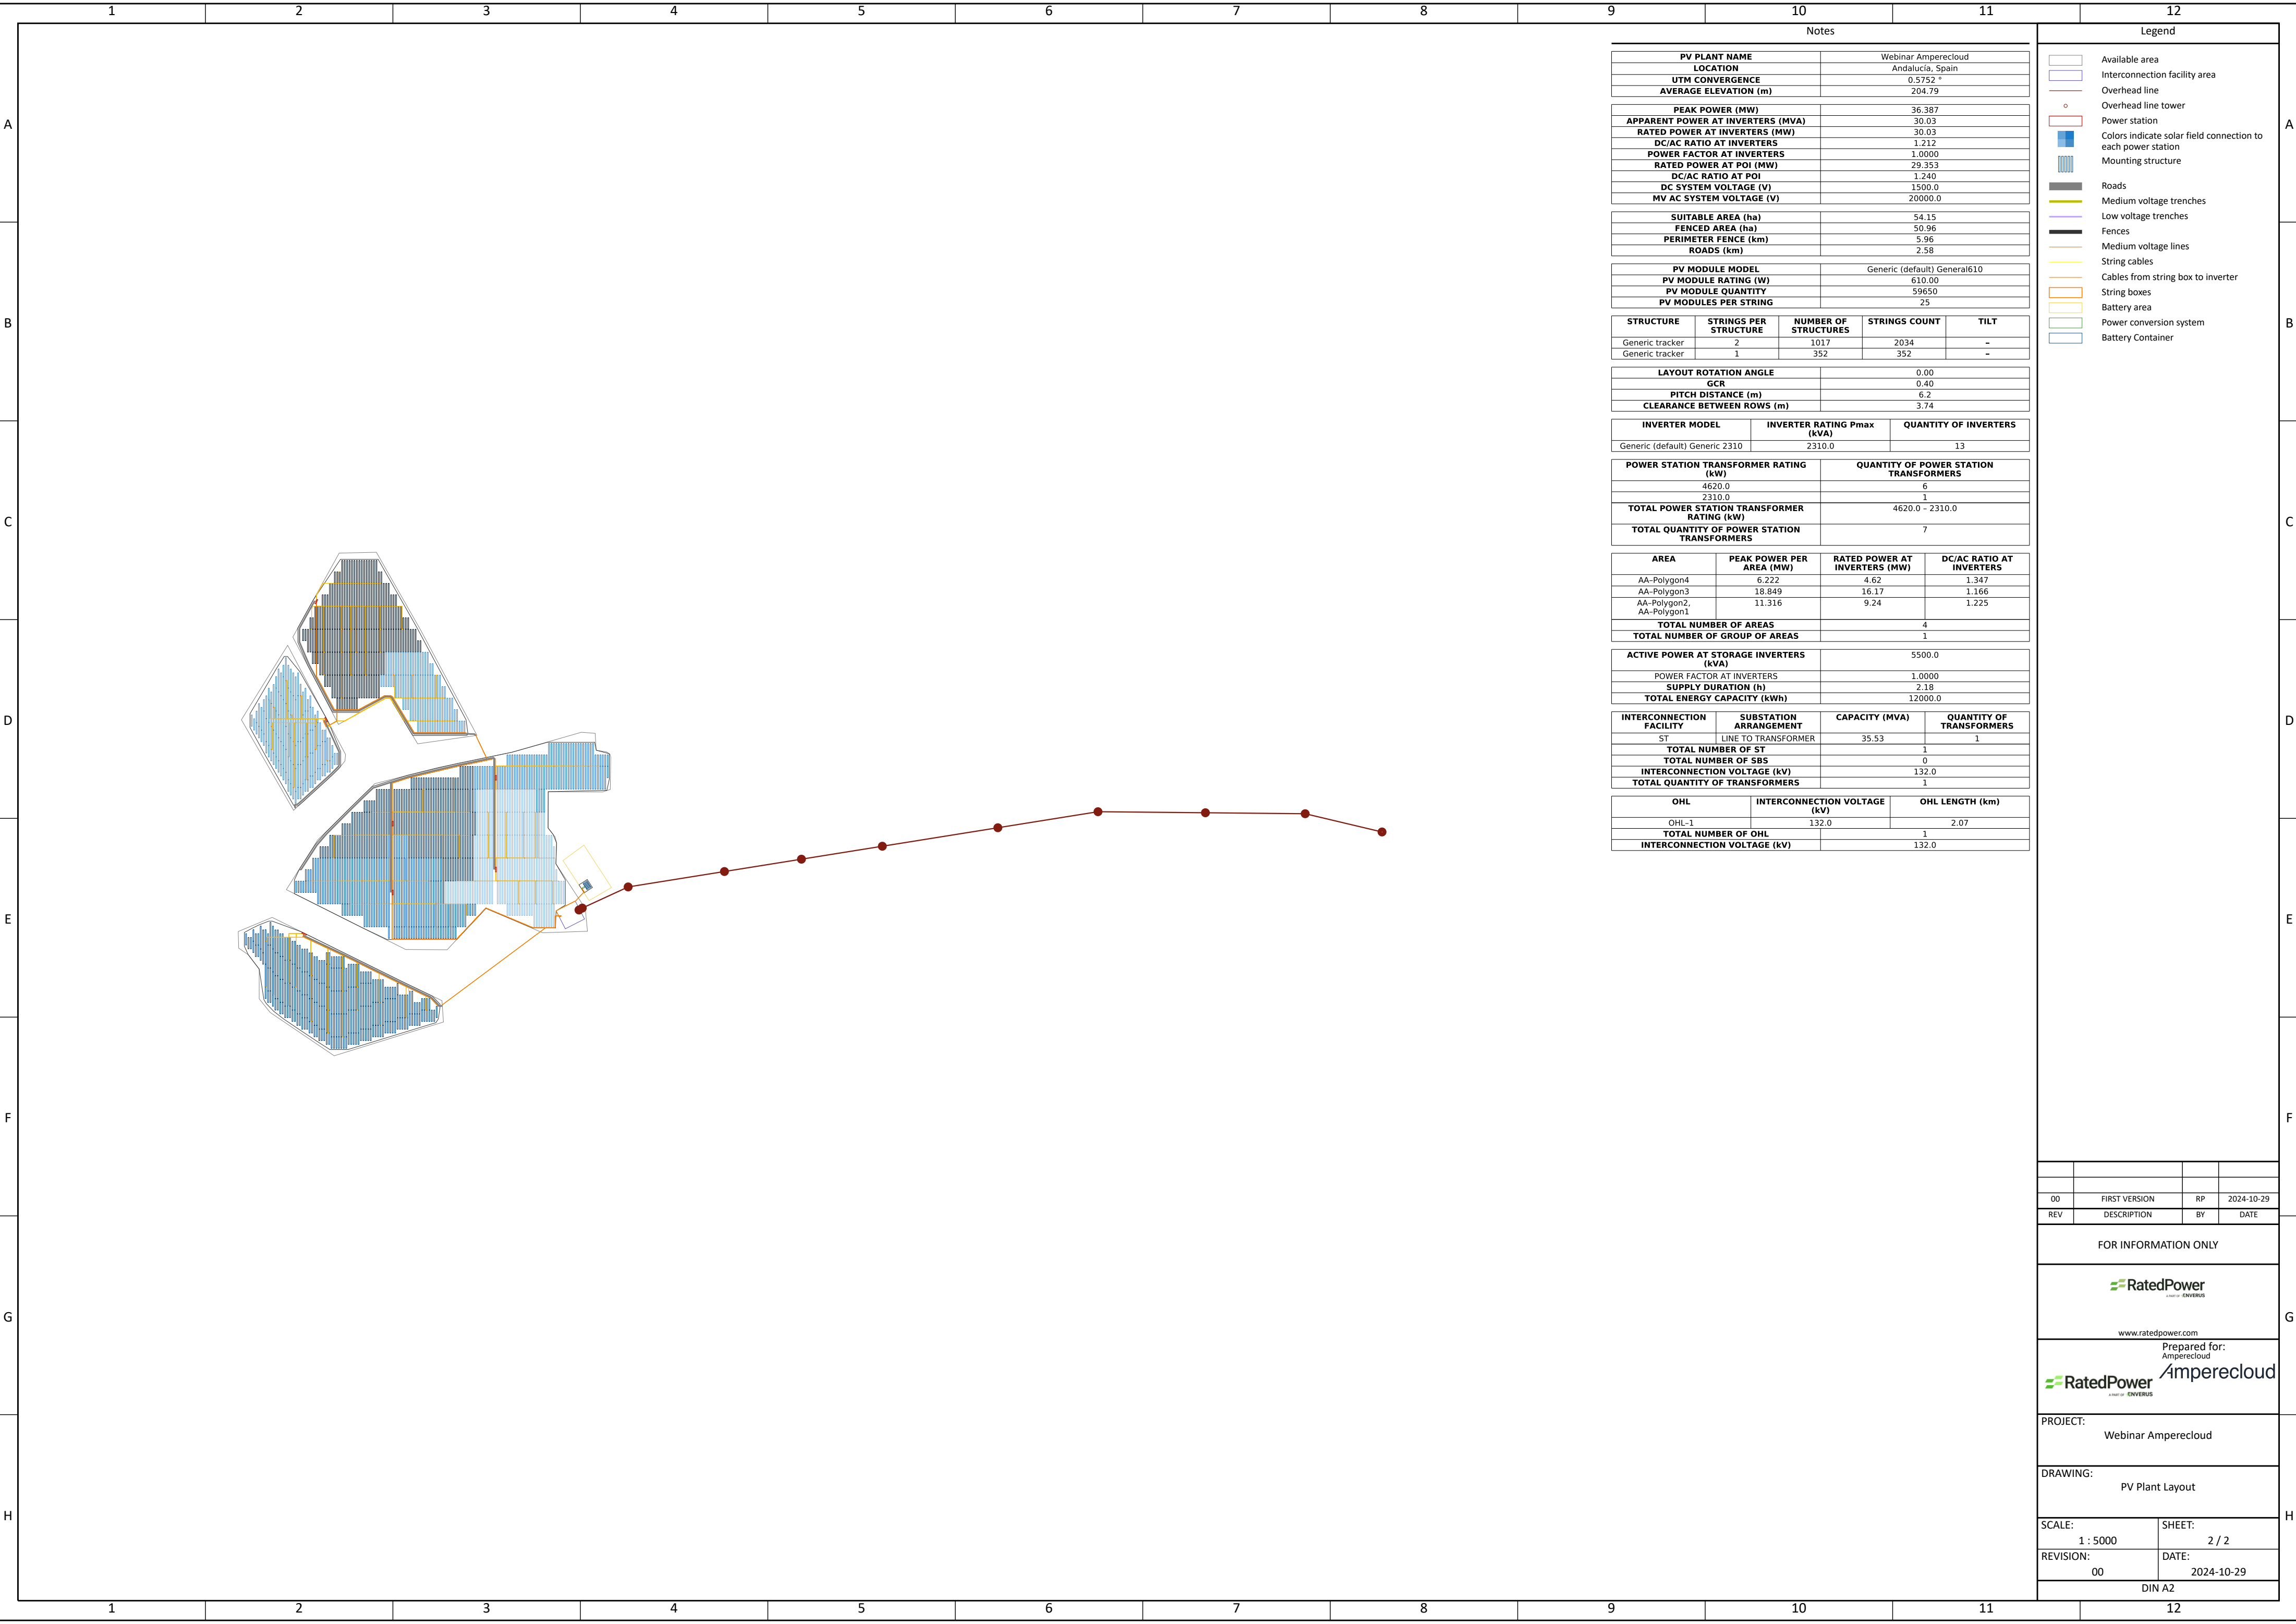 1 2 3 4 5 6 7 8 9 10 11 12
A
B
C
D
E
F
G
H
Notes
PV PLANT NAME Webinar Amperecloud
LOCATION Andalucía, Spain
UTM CONVERGENCE 0.5752 °
AVERAGE ELEVATION (m) 204.79
PEAK POWER (MW) 36.387
APPARENT POWER AT INVERTERS (MVA) 30.03
RATED POWER AT INVERTERS (MW) 30.03
DC/AC RATIO AT INVERTERS 1.212
POWER FACTOR AT INVERTERS 1.0000
RATED POWER AT POI (MW) 29.353
DC/AC RATIO AT POI 1.240
DC SYSTEM VOLTAGE (V) 1500.0
MV AC SYSTEM VOLTAGE (V) 20000.0
SUITABLE AREA (ha) 54.15
FENCED AREA (ha) 50.96
PERIMETER FENCE (km) 5.96
ROADS (km) 2.58
PV MODULE MODEL Generic (default) General610
PV MODULE RATING (W) 610.00
PV MODULE QUANTITY 59650
PV MODULES PER STRING 25
STRUCTURE STRINGS PER NUMBER OF STRINGS COUNT TILT
STRUCTURE STRUCTURES
Generic tracker 2 1017 2034 –
Generic tracker 1 352 352 –
LAYOUT ROTATION ANGLE 0.00
GCR 0.40
PITCH DISTANCE (m) 6.2
CLEARANCE BETWEEN ROWS (m) 3.74
INVERTER MODEL INVERTER RATING Pmax QUANTITY OF INVERTERS
(kVA)
Generic (default) Generic 2310 2310.0 13
POWER STATION TRANSFORMER RATING QUANTITY OF POWER STATION
(kW) TRANSFORMERS
4620.0 6
2310.0 1
TOTAL POWER STATION TRANSFORMER 4620.0 – 2310.0
RATING (kW)
TOTAL QUANTITY OF POWER STATION 7
TRANSFORMERS
AREA PEAK POWER PER RATED POWER AT DC/AC RATIO AT
AREA (MW) INVERTERS (MW) INVERTERS
AA–Polygon4 6.222 4.62 1.347
AA–Polygon3 18.849 16.17 1.166
AA–Polygon2, 11.316 9.24 1.225
AA–Polygon1
TOTAL NUMBER OF AREAS 4
TOTAL NUMBER OF GROUP OF AREAS 1
ACTIVE POWER AT STORAGE INVERTERS 5500.0
(kVA)
POWER FACTOR AT INVERTERS 1.0000
SUPPLY DURATION (h) 2.18
TOTAL ENERGY CAPACITY (kWh) 12000.0
INTERCONNECTION SUBSTATION CAPACITY (MVA) QUANTITY OF
FACILITY ARRANGEMENT TRANSFORMERS
ST LINE TO TRANSFORMER 35.53 1
TOTAL NUMBER OF ST 1
TOTAL NUMBER OF SBS 0
INTERCONNECTION VOLTAGE (kV) 132.0
TOTAL QUANTITY OF TRANSFORMERS 1
OHL INTERCONNECTION VOLTAGE OHL LENGTH (km)
(kV)
OHL–1 132.0 2.07
TOTAL NUMBER OF OHL 1
INTERCONNECTION VOLTAGE (kV) 132.0
Legend
Available area
Interconnection facility area
Overhead line
Overhead line tower
Power station
Colors indicate solar field connection to
each power station
Mounting structure
Roads
Medium voltage trenches
Low voltage trenches
Fences
Medium voltage lines
String cables
Cables from string box to inverter
String boxes
Battery area
Power conversion system
Battery Container
00 FIRST VERSION RP 2024-10-29
REV DESCRIPTION BY DATE
FOR INFORMATION ONLY
RatedPower
A PART OF ENVERUS
www.ratedpower.com
Prepared for:
Amperecloud
Amperecloud
RatedPower
A PART OF ENVERUS
PROJECT:
Webinar Amperecloud
DRAWING:
PV Plant Layout
SCALE: SHEET:
1 : 5000 2 / 2
REVISION: DATE:
00 2024-10-29
DIN A2
A
B
C
D
E
F
G
H
1 2 3 4 5 6 7 8 9 10 11 12